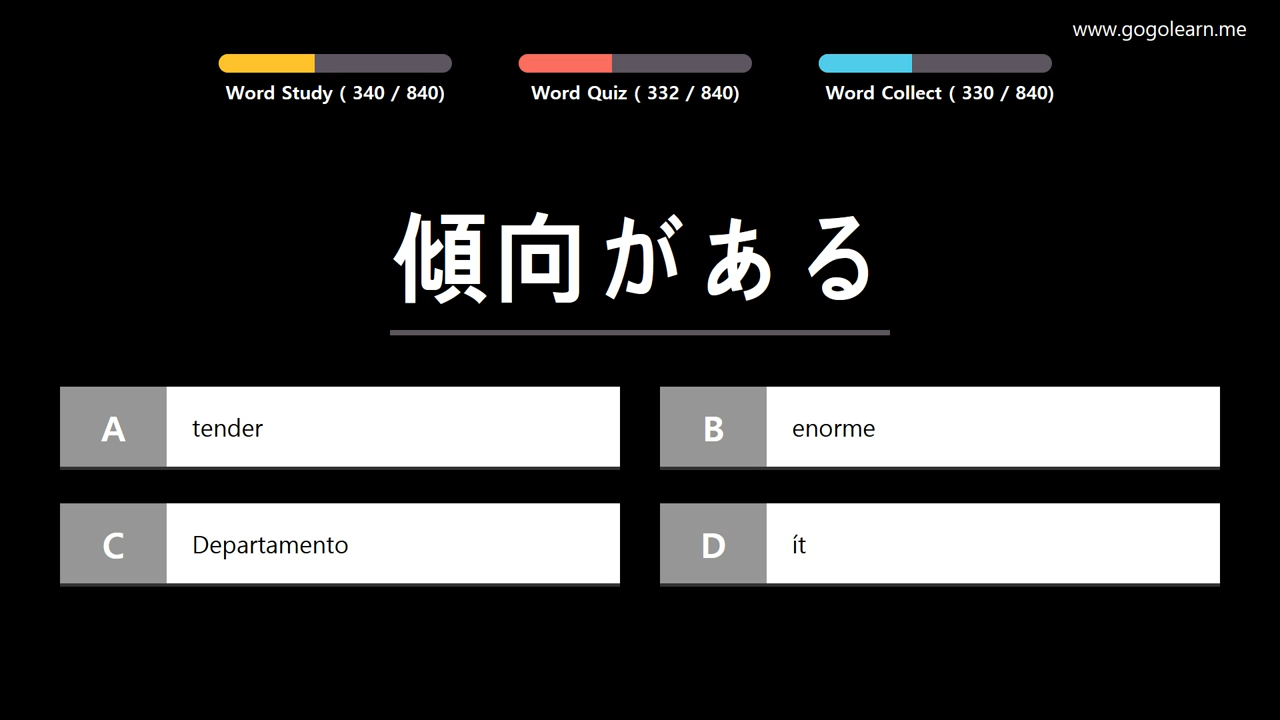 www.gogolearn.me
Word Study ( 340 / 840)
Word Quiz ( 332 / 840)
Word Collect ( 330 / 840)
傾向がある
A tender
B enorme
C Departamento
D ít